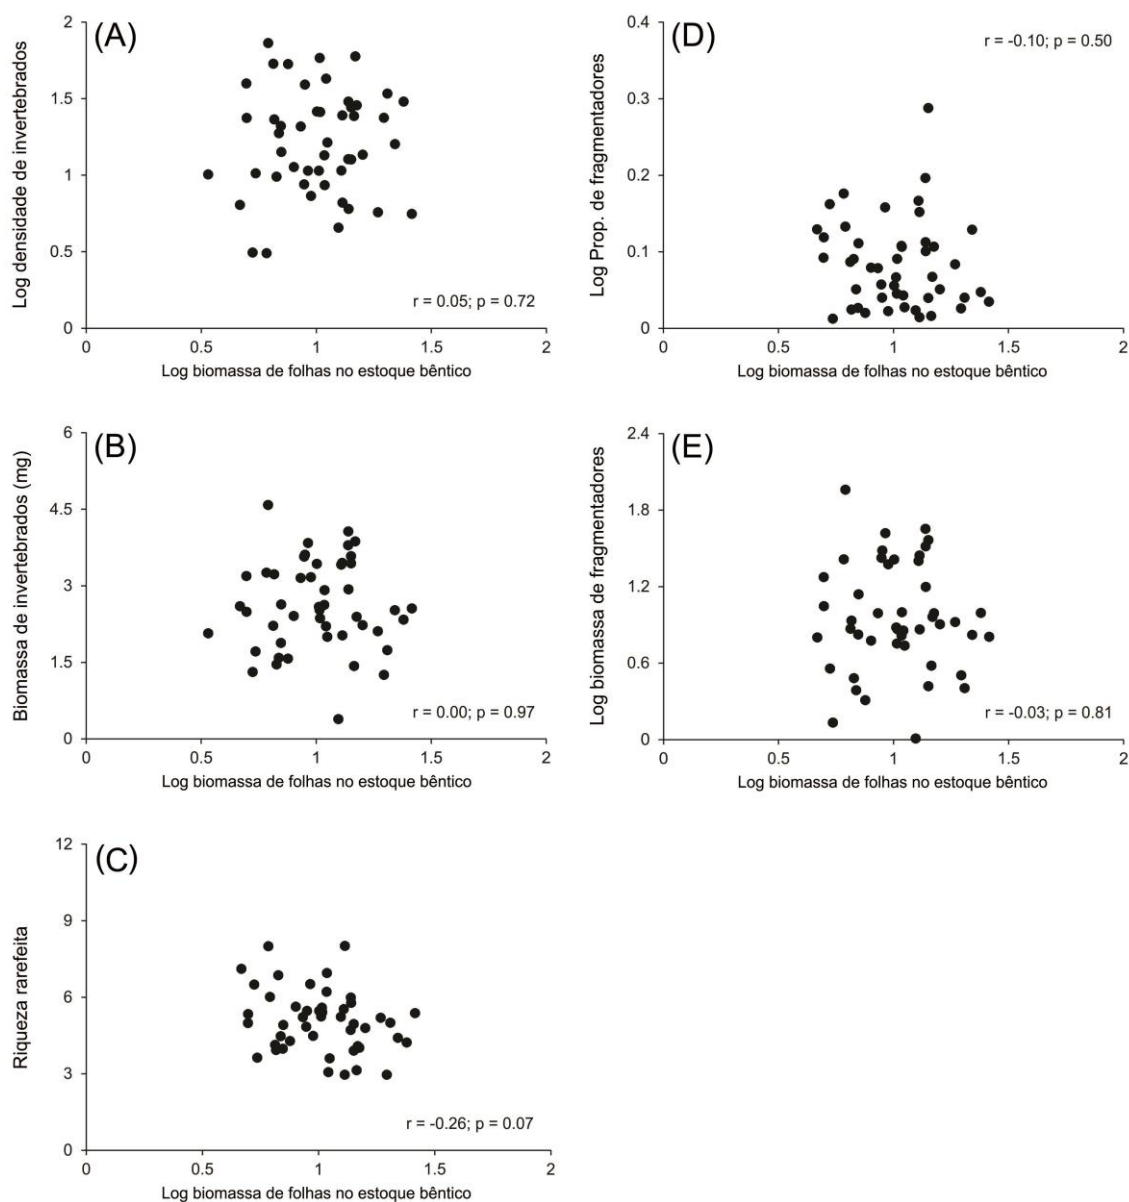 (A)
Log densidade de invertebrados
2
1.5
1
0.5
0
r = 0.05; p = 0.72
0 0.5 1 1.5 2
Log biomassa de folhas no estoque bêntico
(D)
Log Prop. de fragmentadores
0.4
0.3
0.2
0.1
0
r = -0.10; p = 0.50
0 0.5 1 1.5 2
Log biomassa de folhas no estoque bêntico
(B)
Biomassa de invertebrados (mg)
6
4.5
3
1.5
0
r = 0.00; p = 0.97
0 0.5 1 1.5 2
Log biomassa de folhas no estoque bêntico
(E)
Log biomassa de fragmentadores
2.4
1.8
1.2
0.6
0
r = -0.03; p = 0.81
0 0.5 1 1.5 2
Log biomassa de folhas no estoque bêntico
(C)
Riqueza rarefeita
12
9
6
3
0
r = -0.26; p = 0.07
0 0.5 1 1.5 2
Log biomassa de folhas no estoque bêntico